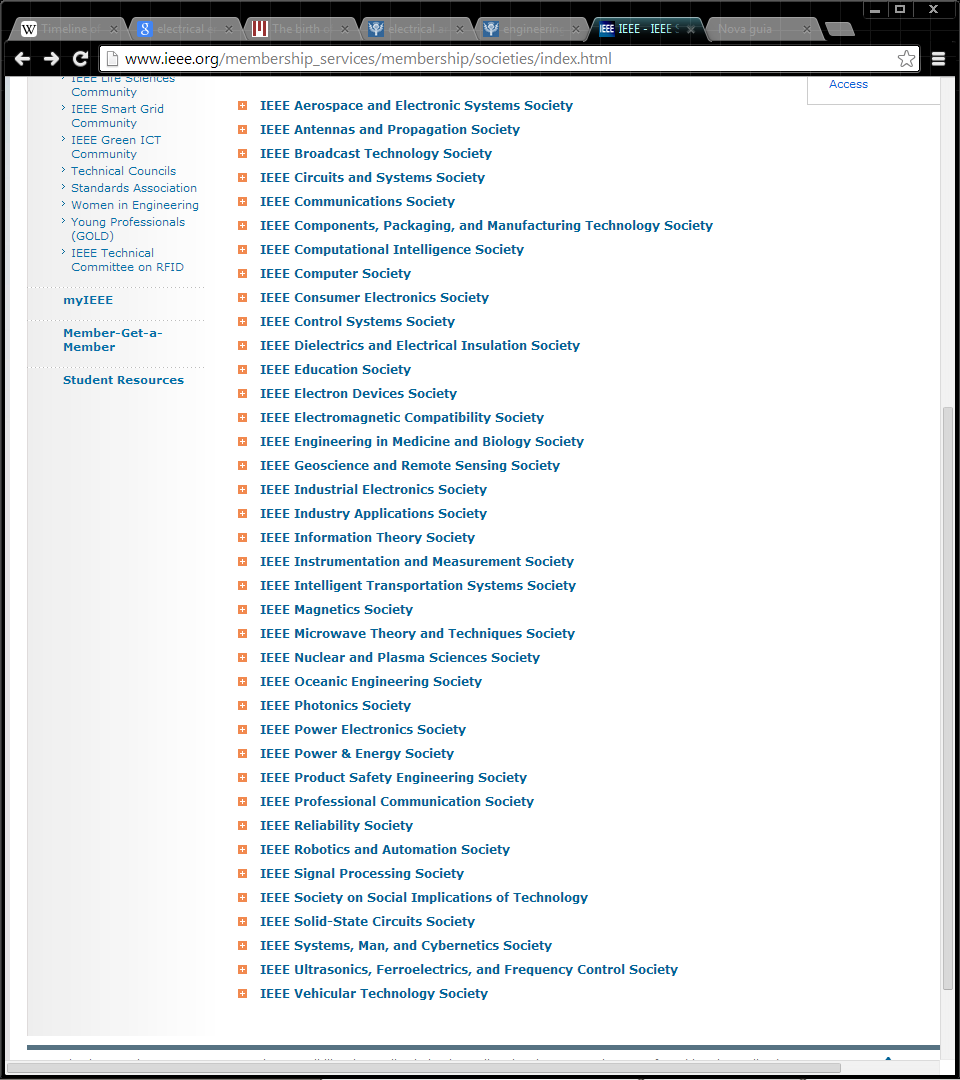 Timeline
electrical
The birth
electrical a
engineering
IEEE - IEEE S
Nova guia
www.ieee.org/membership_services/membership/societies/index.html
IEEE Life Sciences
Community
IEEE Smart Grid
Community
IEEE Green ICT
Community
Technical Councils
Standards Association
Women in Engineering
Young Professionals
(GOLD)
IEEE Technical
Committee on RFID
myIEEE
Member-Get-a-
Member
Student Resources
IEEE Aerospace and Electronic Systems Society
IEEE Antennas and Propagation Society
IEEE Broadcast Technology Society
IEEE Circuits and Systems Society
IEEE Communications Society
IEEE Components, Packaging, and Manufacturing Technology Society
IEEE Computational Intelligence Society
IEEE Computer Society
IEEE Consumer Electronics Society
IEEE Control Systems Society
IEEE Dielectrics and Electrical Insulation Society
IEEE Education Society
IEEE Electron Devices Society
IEEE Electromagnetic Compatibility Society
IEEE Engineering in Medicine and Biology Society
IEEE Geoscience and Remote Sensing Society
IEEE Industrial Electronics Society
IEEE Industry Applications Society
IEEE Information Theory Society
IEEE Instrumentation and Measurement Society
IEEE Intelligent Transportation Systems Society
IEEE Magnetics Society
IEEE Microwave Theory and Techniques Society
IEEE Nuclear and Plasma Sciences Society
IEEE Oceanic Engineering Society
IEEE Photonics Society
IEEE Power Electronics Society
IEEE Power & Energy Society
IEEE Product Safety Engineering Society
IEEE Professional Communication Society
IEEE Reliability Society
IEEE Robotics and Automation Society
IEEE Signal Processing Society
IEEE Society on Social Implications of Technology
IEEE Solid-State Circuits Society
IEEE Systems, Man, and Cybernetics Society
IEEE Ultrasonics, Ferroelectrics, and Frequency Control Society
IEEE Vehicular Technology Society
Access